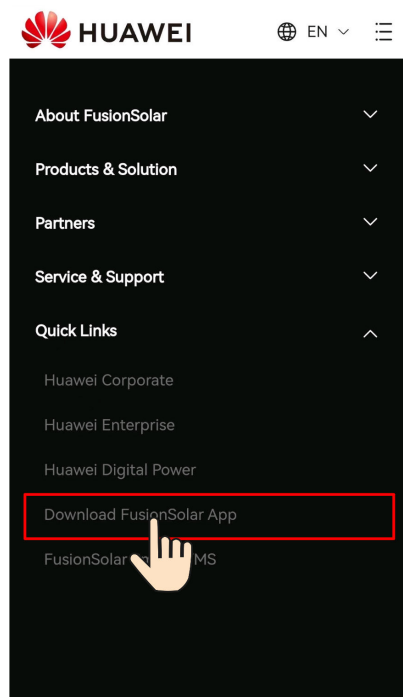 HUAWEI
EN
About FusionSolar
Products & Solution
Partners
Service & Support
Quick Links
Huawei Corporate
Huawei Enterprise
Huawei Digital Power
Download FusionSolar App
FusionSolar MS